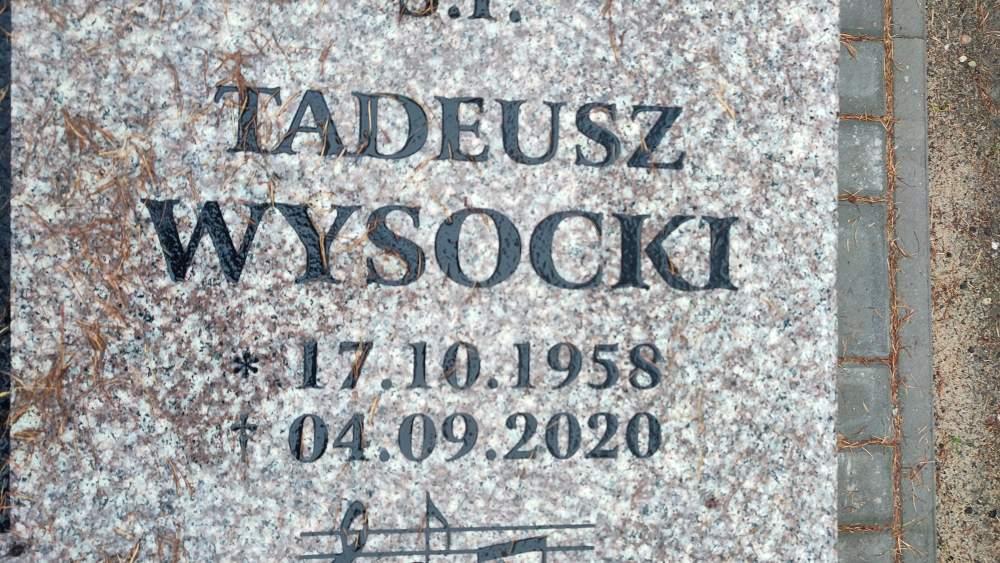 Ś.P.
TADEUSZ
WYSOCKI
* 17.10.1958
† 04.09.2020